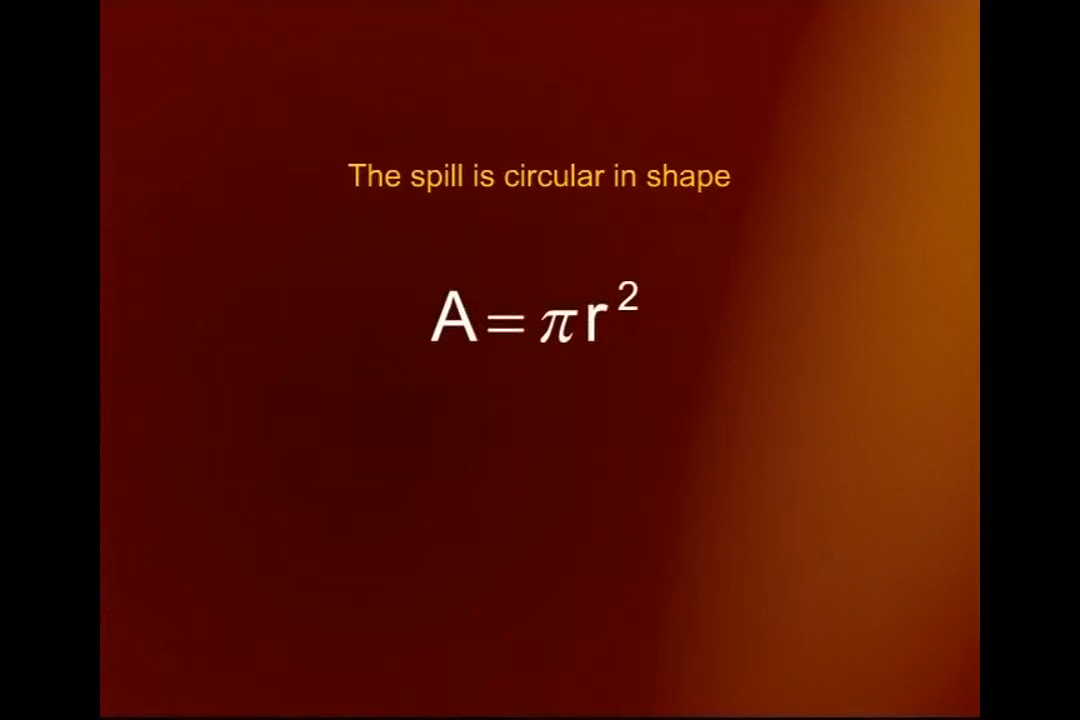 The spill is circular in shape
A = πr²